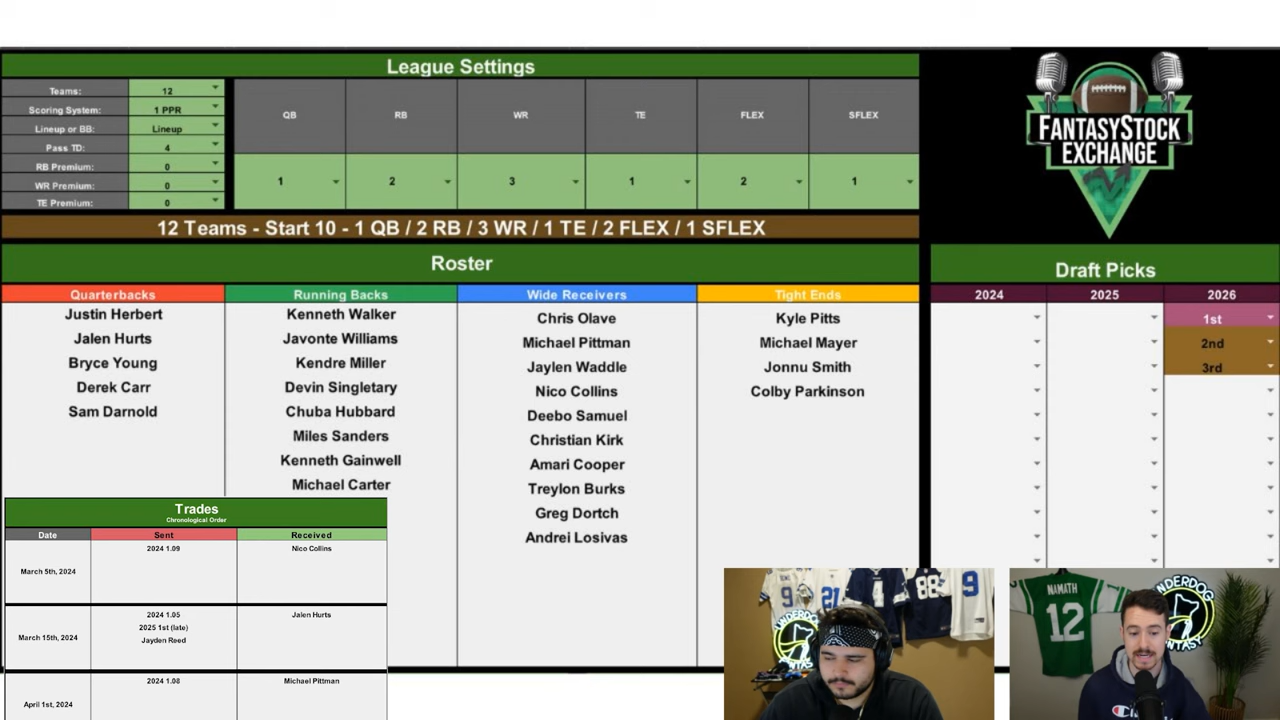 League Settings
Teams: 12
Scoring System: 1 PPR
Lineup or BB: Lineup
Pass TD: 4
RB Premium: 0
WR Premium: 0
TE Premium: 0
QB RB WR TE FLEX SFLEX
1 2 3 1 2 1
12 Teams - Start 10 - 1 QB / 2 RB / 3 WR / 1 TE / 2 FLEX / 1 SFLEX
FANTASYSTOCK
EXCHANGE
Roster
Quarterbacks
Justin Herbert
Jalen Hurts
Bryce Young
Derek Carr
Sam Darnold
Running Backs
Kenneth Walker
Javonte Williams
Kendre Miller
Devin Singletary
Chuba Hubbard
Miles Sanders
Kenneth Gainwell
Michael Carter
Wide Receivers
Chris Olave
Michael Pittman
Jaylen Waddle
Nico Collins
Deebo Samuel
Christian Kirk
Amari Cooper
Treylon Burks
Greg Dortch
Andrei Losivas
Tight Ends
Kyle Pitts
Michael Mayer
Jonnu Smith
Colby Parkinson
Draft Picks
2024 2025 2026
1st
2nd
3rd
Trades
Chronological Order
Date Sent Received
March 5th, 2024
2024 1.09
Nico Collins
March 15th, 2024
2024 1.05
2025 1st (late)
Jayden Reed
Jalen Hurts
April 1st, 2024
2024 1.08
Michael Pittman
9
21
4
88
9
NAMATH
12